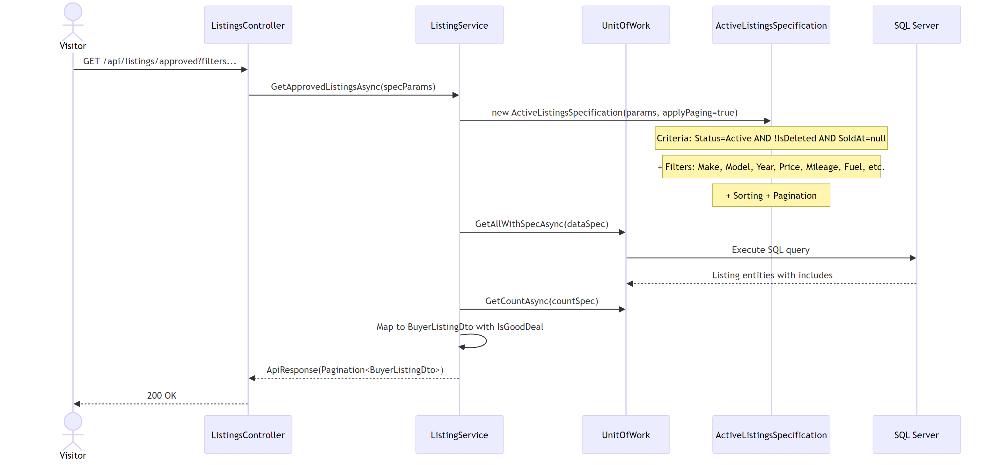 ListingsController
ListingService
UnitOfWork
ActiveListingsSpecification
SQL Server
Visitor
GET /api/listings/approved?filters...
GetApprovedListingsAsync(specParams)
new ActiveListingsSpecification(params, applyPaging=true)
Criteria: Status=Active AND !IsDeleted AND SoldAt=null
+ Filters: Make, Model, Year, Price, Mileage, Fuel, etc.
+ Sorting + Pagination
GetAllWithSpecAsync(dataSpec)
Execute SQL query
Listing entities with includes
GetCountAsync(countSpec)
Map to BuyerListingDto with IsGoodDeal
ApiResponse(Pagination<BuyerListingDto>)
200 OK
ListingsController
ListingService
UnitOfWork
ActiveListingsSpecification
SQL Server
Visitor